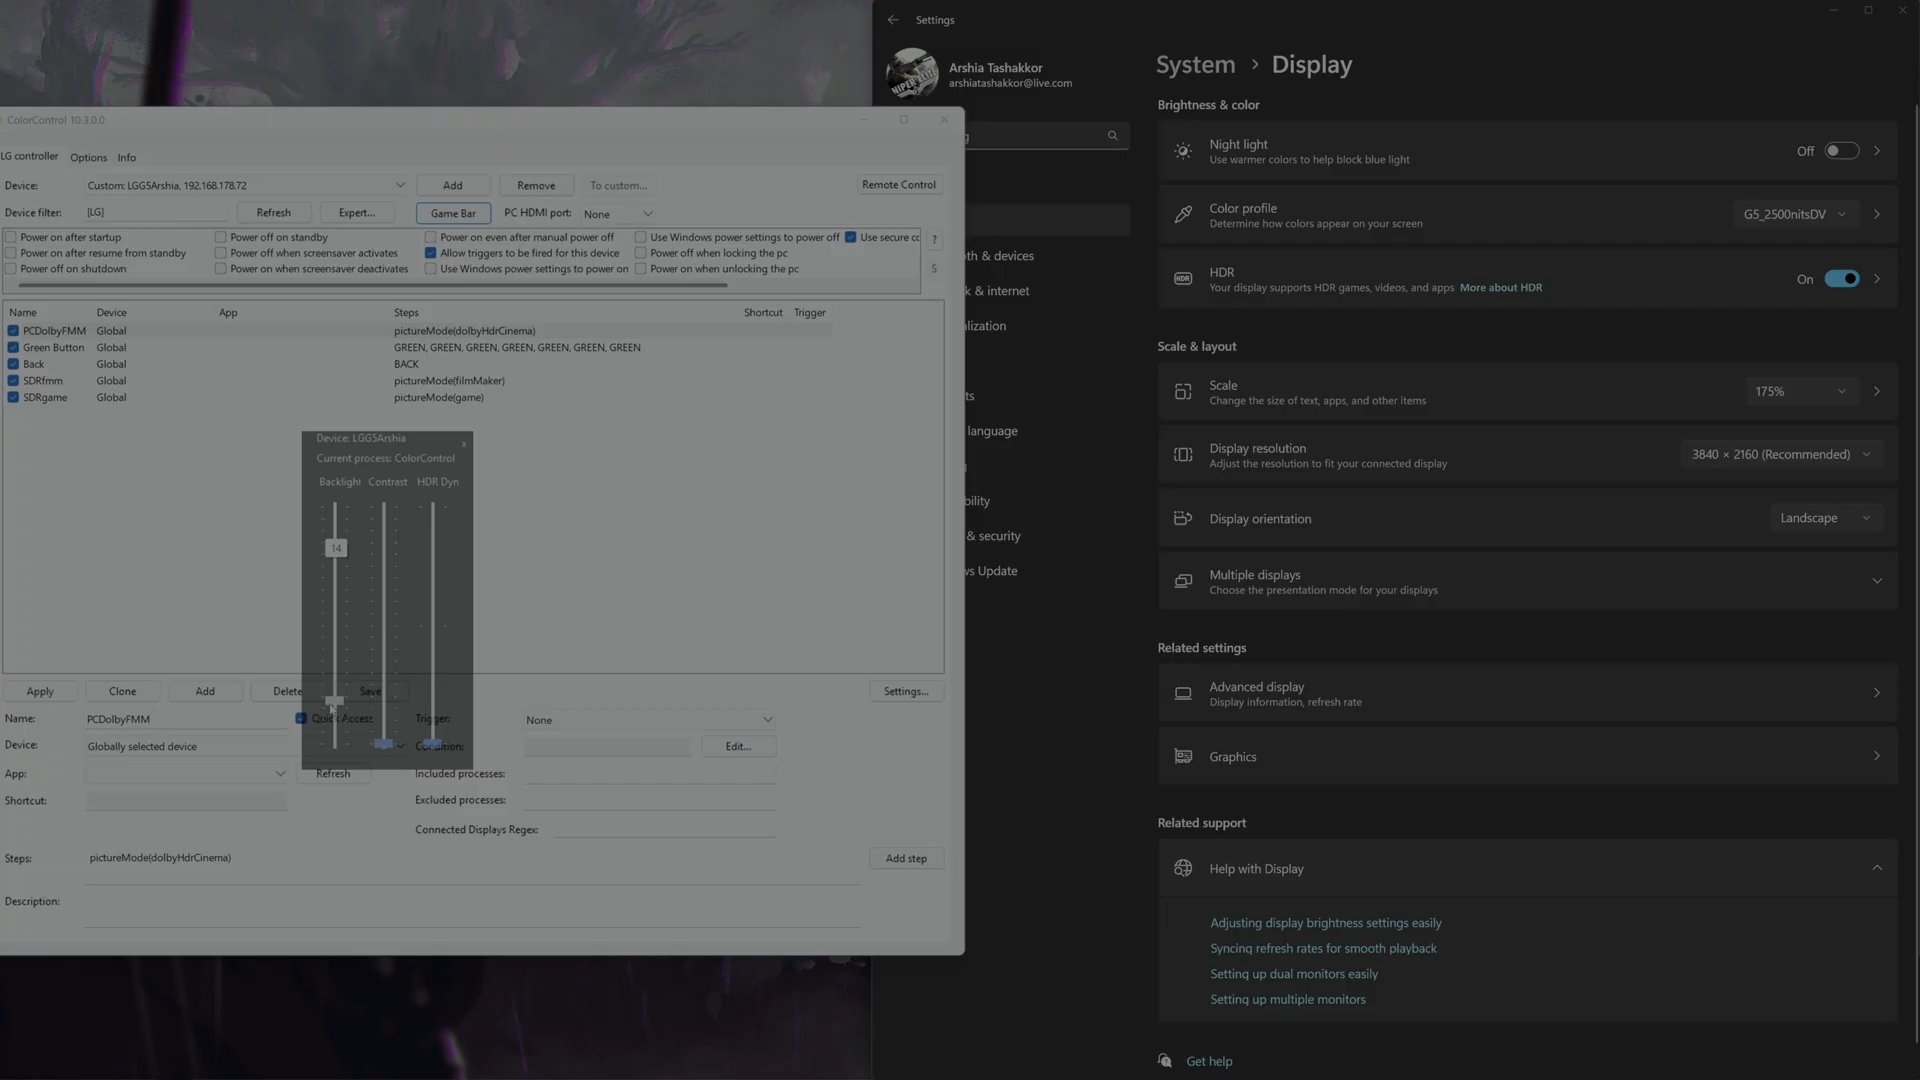 ColorControl 10.3.0.0
LG controller
Options
Info
Device:
Custom: LGG5Arshia, 192.168.178.72
Add
Remove
To custom...
Remote Control
Device filter:
[LG]
Refresh
Expert...
Game Bar
PC HDMI port:
None
Power on after startup
Power off on standby
Power on even after manual power off
Use Windows power settings to power off
Use secure cc
?
Power on after resume from standby
Power off when screensaver activates
Allow triggers to be fired for this device
Power off when locking the pc
Power off on shutdown
Power on when screensaver deactivates
Use Windows power settings to power on
Power on when unlocking the pc
S
Name
Device
App
Steps
Shortcut
Trigger
PCDolbyFMM
Global
pictureMode(dolbyHdrCinema)
Green Button
Global
GREEN, GREEN, GREEN, GREEN, GREEN, GREEN, GREEN
Back
Global
BACK
SDRfmm
Global
pictureMode(filmMaker)
SDRgame
Global
pictureMode(game)
Device: LGG5Arshia
x
Current process: ColorControl
Backlight
Contrast
HDR Dyn
14
Apply
Clone
Add
Delete
Save
Settings...
Name:
PCDolbyFMM
Quick Access
Trigger:
None
Device:
Globally selected device
Condition:
Edit...
App:
Refresh
Included processes:
Shortcut:
Excluded processes:
Connected Displays Regex:
Steps:
pictureMode(dolbyHdrCinema)
Add step
Description:
Settings
Arshia Tashakkor
arshiatashakkor@live.com
g
th & devices
k & internet
lization
ts
language
bility
& security
ws Update
System
Display
Brightness & color
Night light
Use warmer colors to help block blue light
Off
Color profile
Determine how colors appear on your screen
G5_2500nitsDV
HDR
HDR
Your display supports HDR games, videos, and apps More about HDR
On
Scale & layout
Scale
Change the size of text, apps, and other items
175%
Display resolution
Adjust the resolution to fit your connected display
3840 × 2160 (Recommended)
Display orientation
Landscape
Multiple displays
Choose the presentation mode for your displays
Related settings
Advanced display
Display information, refresh rate
Graphics
Related support
Help with Display
Adjusting display brightness settings easily
Syncing refresh rates for smooth playback
Setting up dual monitors easily
Setting up multiple monitors
Get help